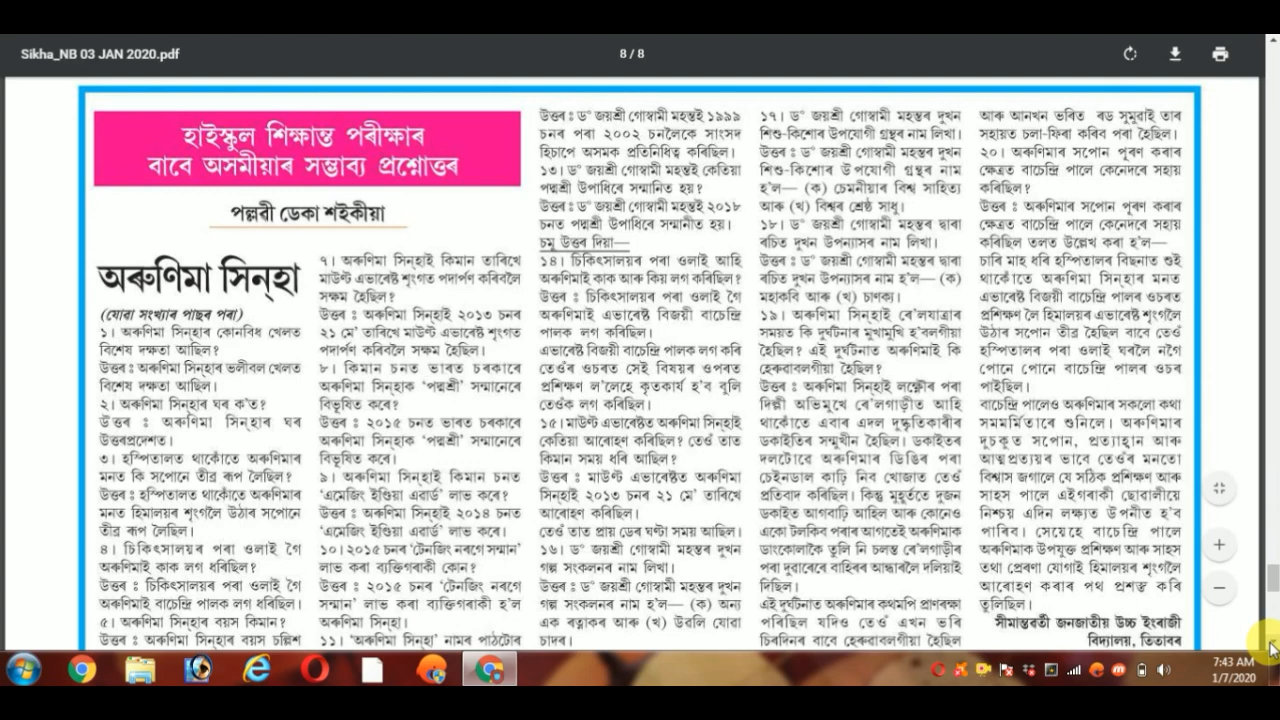 Sikha_NB 03 JAN 2020.pdf
8 / 8
হাইস্কুল শিক্ষান্ত পৰীক্ষাৰ
বাবে অসমীয়াৰ সম্ভাব্য প্ৰশ্নোত্তৰ
পল্লৱী ডেকা শইকীয়া
অৰুণিমা সিন্‌হা
(যোৱা সংখ্যাৰ পাছৰ পৰা)
১। অৰুণিমা সিন্‌হাৰ কোনবিধ খেলত
বিশেষ দক্ষতা আছিল?
উত্তৰ: অৰুণিমা সিন্‌হাৰ ভলীবল খেলত
বিশেষ দক্ষতা আছিল।
২। অৰুণিমা সিন্‌হাৰ ঘৰ ক'ত?
উত্তৰ : অৰুণিমা সিন্‌হাৰ ঘৰ
উত্তৰপ্ৰদেশত।
৩। হস্পিতালত থাকোঁতে অৰুণিমাৰ
মনত কি সপোনে তীব্ৰ ৰূপ লৈছিল?
উত্তৰ: হস্পিতালত থাকোঁতে অৰুণিমাৰ
মনত হিমালয়ৰ শৃংগলৈ উঠাৰ সপোনে
তীব্ৰ ৰূপ লৈছিল।
৪। চিকিৎসালয়ৰ পৰা ওলাই গৈ
অৰুণিমাই কাক লগ ধৰিছিল?
উত্তৰ: চিকিৎসালয়ৰ পৰা ওলাই গৈ
অৰুণিমাই বাচেন্দ্ৰি পালক লগ ধৰিছিল।
৫। অৰুণিমা সিন্‌হাৰ বয়স কিমান?
উত্তৰ: অৰুণিমা সিন্‌হাৰ বয়স চল্লিশ
৭। অৰুণিমা সিন্‌হাই কিমান তাৰিখে
মাউণ্ট এভাৰেষ্ট শৃংগত পদাৰ্পণ কৰিবলৈ
সক্ষম হৈছিল?
উত্তৰ: অৰুণিমা সিন্‌হাই ২০১৩ চনৰ
২১ মে' তাৰিখে মাউণ্ট এভাৰেষ্ট শৃংগত
পদাৰ্পণ কৰিবলৈ সক্ষম হৈছিল।
৮। কিমান চনত ভাৰত চৰকাৰে
অৰুণিমা সিন্‌হাক ‘পদ্মশ্ৰী’ সন্মানেৰে
বিভূষিত কৰে?
উত্তৰ: ২০১৫ চনত ভাৰত চৰকাৰে
অৰুণিমা সিন্‌হাক ‘পদ্মশ্ৰী’ সন্মানেৰে
বিভূষিত কৰে।
৯। অৰুণিমা সিন্‌হাই কিমান চনত
‘এমেজিং ইণ্ডিয়া এৱাৰ্ড’ লাভ কৰে?
উত্তৰ: অৰুণিমা সিন্‌হাই ২০১৪ চনত
‘এমেজিং ইণ্ডিয়া এৱাৰ্ড’ লাভ কৰে।
১০। ২০১৫ চনৰ ‘টেনজিং নৰগে সন্মান’
লাভ কৰা ব্যক্তিগৰাকী কোন?
উত্তৰ: ২০১৫ চনৰ ‘টেনজিং নৰগে
সন্মান’ লাভ কৰা ব্যক্তিগৰাকী হ'ল
অৰুণিমা সিন্‌হা।
১১। ‘অৰুণিমা সিন্‌হা’ নামৰ পাঠটোৰ
উত্তৰ: ড° জয়শ্ৰী গোস্বামী মহন্তই ১৯৯৯
চনৰ পৰা ২০০২ চনলৈকে সাংসদ
হিচাপে অসমক প্ৰতিনিধিত্ব কৰিছিল।
১৩। ড° জয়শ্ৰী গোস্বামী মহন্তই কেতিয়া
পদ্মশ্ৰী উপাধিৰে সন্মানিত হয়?
উত্তৰ: ড° জয়শ্ৰী গোস্বামী মহন্তই ২০১৮
চনত পদ্মশ্ৰী উপাধিৰে সন্মানীত হয়।
চমু উত্তৰ দিয়া—
১৪। চিকিৎসালয়ৰ পৰা ওলাই আহি
অৰুণিমাই কাক আৰু কিয় লগ কৰিছিল?
উত্তৰ: চিকিৎসালয়ৰ পৰা ওলাই গৈ
অৰুণিমাই এভাৰেষ্ট বিজয়ী বাচেন্দ্ৰি
পালক লগ কৰিছিল।
এভাৰেষ্ট বিজয়ী বাচেন্দ্ৰি পালক লগ কৰি
তেওঁৰ ওচৰত সেই বিষয়ৰ ওপৰত
প্ৰশিক্ষণ ল'লেহে কৃতকাৰ্য হ'ব বুলি
তেওঁক লগ কৰিছিল।
১৫। মাউণ্ট এভাৰেষ্টত অৰুণিমা সিন্‌হাই
কেতিয়া আৰোহণ কৰিছিল? তেওঁ তাত
কিমান সময় ধৰি আছিল?
উত্তৰ: মাউণ্ট এভাৰেষ্টত অৰুণিমা
সিন্‌হাই ২০১৩ চনৰ ২১ মে' তাৰিখে
আৰোহণ কৰিছিল।
তেওঁ তাত প্ৰায় ডেৰ ঘণ্টা সময় আছিল।
১৬। ড° জয়শ্ৰী গোস্বামী মহন্তৰ দুখন
গল্প সংকলনৰ নাম লিখা।
উত্তৰ: ড° জয়শ্ৰী গোস্বামী মহন্তৰ দুখন
গল্প সংকলনৰ নাম হ'ল— (ক) অন্য
এক ৰত্নাকৰ আৰু (খ) উৰলি যোৱা
চাদৰ।
১৭। ড° জয়শ্ৰী গোস্বামী মহন্তৰ দুখন
শিশু-কিশোৰ উপযোগী গ্ৰন্থৰ নাম লিখা।
উত্তৰ: ড° জয়শ্ৰী গোস্বামী মহন্তৰ দুখন
শিশু-কিশোৰ উপযোগী গ্ৰন্থৰ নাম
হ'ল— (ক) চেমনীয়াৰ বিশ্ব সাহিত্য
আৰু (খ) বিশ্বৰ শ্ৰেষ্ঠ সাধু।
১৮। ড° জয়শ্ৰী গোস্বামী মহন্তৰ দ্বাৰা
ৰচিত দুখন উপন্যাসৰ নাম লিখা।
উত্তৰ: ড° জয়শ্ৰী গোস্বামী মহন্তৰ দ্বাৰা
ৰচিত দুখন উপন্যাসৰ নাম হ'ল— (ক)
মহাকবি আৰু (খ) চাণক্য।
১৯। অৰুণিমা সিন্‌হাই ৰে'লযাত্ৰাৰ
সময়ত কি দুৰ্ঘটনাৰ মুখামুখি হ'বলগীয়া
হৈছিল? এই দুৰ্ঘটনাত অৰুণিমাই কি
হেৰুৱাবলগীয়া হৈছিল?
উত্তৰ: অৰুণিমা সিন্‌হাই লক্ষ্ণৌৰ পৰা
দিল্লী অভিমুখে ৰে'লগাড়ীত আহি
থাকোঁতে এবাৰ এদল দুষ্কৃতিকাৰীৰ
ডকাইতিৰ সন্মুখীন হৈছিল। ডকাইতৰ
দলটোৱে অৰুণিমাৰ ডিঙিৰ পৰা
চেইনডাল কাঢ়ি নিব খোজাত তেওঁ
প্ৰতিবাদ কৰিছিল। কিন্তু মুহূৰ্ততে দুজন
ডকাইত আগবাঢ়ি আহিল আৰু কোনেও
একো টলকিব পৰাৰ আগতেই অৰুণিমাক
ডাংকোলাকৈ তুলি নি চলন্ত ৰে'লগাড়ীৰ
পৰা দুৱাৰেৰে বাহিৰৰ আন্ধাৰলৈ দলিয়াই
দিছিল।
এই দুৰ্ঘটনাত অৰুণিমাৰ কথমপি প্ৰাণৰক্ষা
পৰিছিল যদিও তেওঁ এখন ভৰি
চিৰদিনৰ বাবে হেৰুৱাবলগীয়া হৈছিল
আৰু আনখন ভৰিত ৰড সুমুৱাই তাৰ
সহায়ত চলা-ফিৰা কৰিব পৰা হৈছিল।
২০। অৰুণিমাৰ সপোন পূৰণ কৰাৰ
ক্ষেত্ৰত বাচেন্দ্ৰি পালে কেনেদৰে সহায়
কৰিছিল?
উত্তৰ: অৰুণিমাৰ সপোন পূৰণ কৰাৰ
ক্ষেত্ৰত বাচেন্দ্ৰি পালে কেনেদৰে সহায়
কৰিছিল তলত উল্লেখ কৰা হ'ল—
চাৰি মাহ ধৰি হস্পিতালৰ বিছনাত শুই
থাকোঁতে অৰুণিমা সিন্‌হাৰ মনত
এভাৰেষ্ট বিজয়ী বাচেন্দ্ৰি পালৰ ওচৰত
প্ৰশিক্ষণ লৈ হিমালয়ৰ এভাৰেষ্ট শৃংগলৈ
উঠাৰ সপোন তীব্ৰ হৈছিল বাবে তেওঁ
হস্পিতালৰ পৰা ওলাই ঘৰলৈ নগৈ
পোনে পোনে বাচেন্দ্ৰি পালৰ ওচৰ
পাইছিল।
বাচেন্দ্ৰি পালেও অৰুণিমাৰ সকলো কথা
সমমৰ্মিতাৰে শুনিলে। অৰুণিমাৰ
দুচকুত সপোন, প্ৰত্যাহ্বান আৰু
আত্মপ্ৰত্যয়ৰ ভাবে তেওঁৰ মনতো
বিশ্বাস জগালে যে সঠিক প্ৰশিক্ষণ আৰু
সাহস পালে এইগৰাকী ছোৱালীয়ে
নিশ্চয় এদিন লক্ষ্যত উপনীত হ'ব
পাৰিব। সেয়েহে বাচেন্দ্ৰি পালে
অৰুণিমাক উপযুক্ত প্ৰশিক্ষণ আৰু সাহস
তথা প্ৰেৰণা যোগাই হিমালয়ৰ শৃংগলৈ
আৰোহণ কৰাৰ পথ প্ৰশস্ত কৰি
তুলিছিল।
সীমান্তৱৰ্তী জনজাতীয় উচ্চ ইংৰাজী
বিদ্যালয়, তিতাবৰ
7:43 AM
1/7/2020